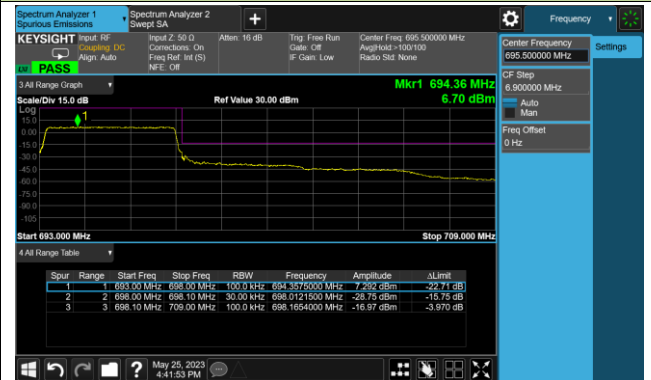 Spectrum Analyzer 1
Spurious Emissions
Spectrum Analyzer 2
Swept SA
Frequency
KEYSIGHT
Input: RF
Coupling: DC
Align: Auto
Input Z: 50 Ω
Corrections: On
Freq Ref: Int (S)
NFE: Off
Atten: 16 dB
Trig: Free Run
Gate: Off
IF Gain: Low
Center Freq: 695.500000 MHz
Avg|Hold:>100/100
Radio Std: None
PASS
Center Frequency
695.500000 MHz
Settings
CF Step
6.900000 MHz
Auto
Man
Freq Offset
0 Hz
3 All Range Graph
Mkr1 694.36 MHz
Scale/Div 15.0 dB
Ref Value 30.00 dBm
6.70 dBm
Log
15.0
0.00
-15.0
-30.0
-45.0
-60.0
-75.0
-90.0
-105
1
Start 693.000 MHz
Stop 709.000 MHz
4 All Range Table
Spur Range Start Freq Stop Freq RBW Frequency Amplitude ΔLimit
1 1 693.00 MHz 698.00 MHz 100.0 kHz 694.3575000 MHz 7.292 dBm -22.71 dB
2 2 698.00 MHz 698.10 MHz 30.00 kHz 698.0121500 MHz -28.75 dBm -15.75 dB
3 3 698.10 MHz 709.00 MHz 100.0 kHz 698.1654000 MHz -16.97 dBm -3.970 dB
May 25, 2023
4:41:53 PM